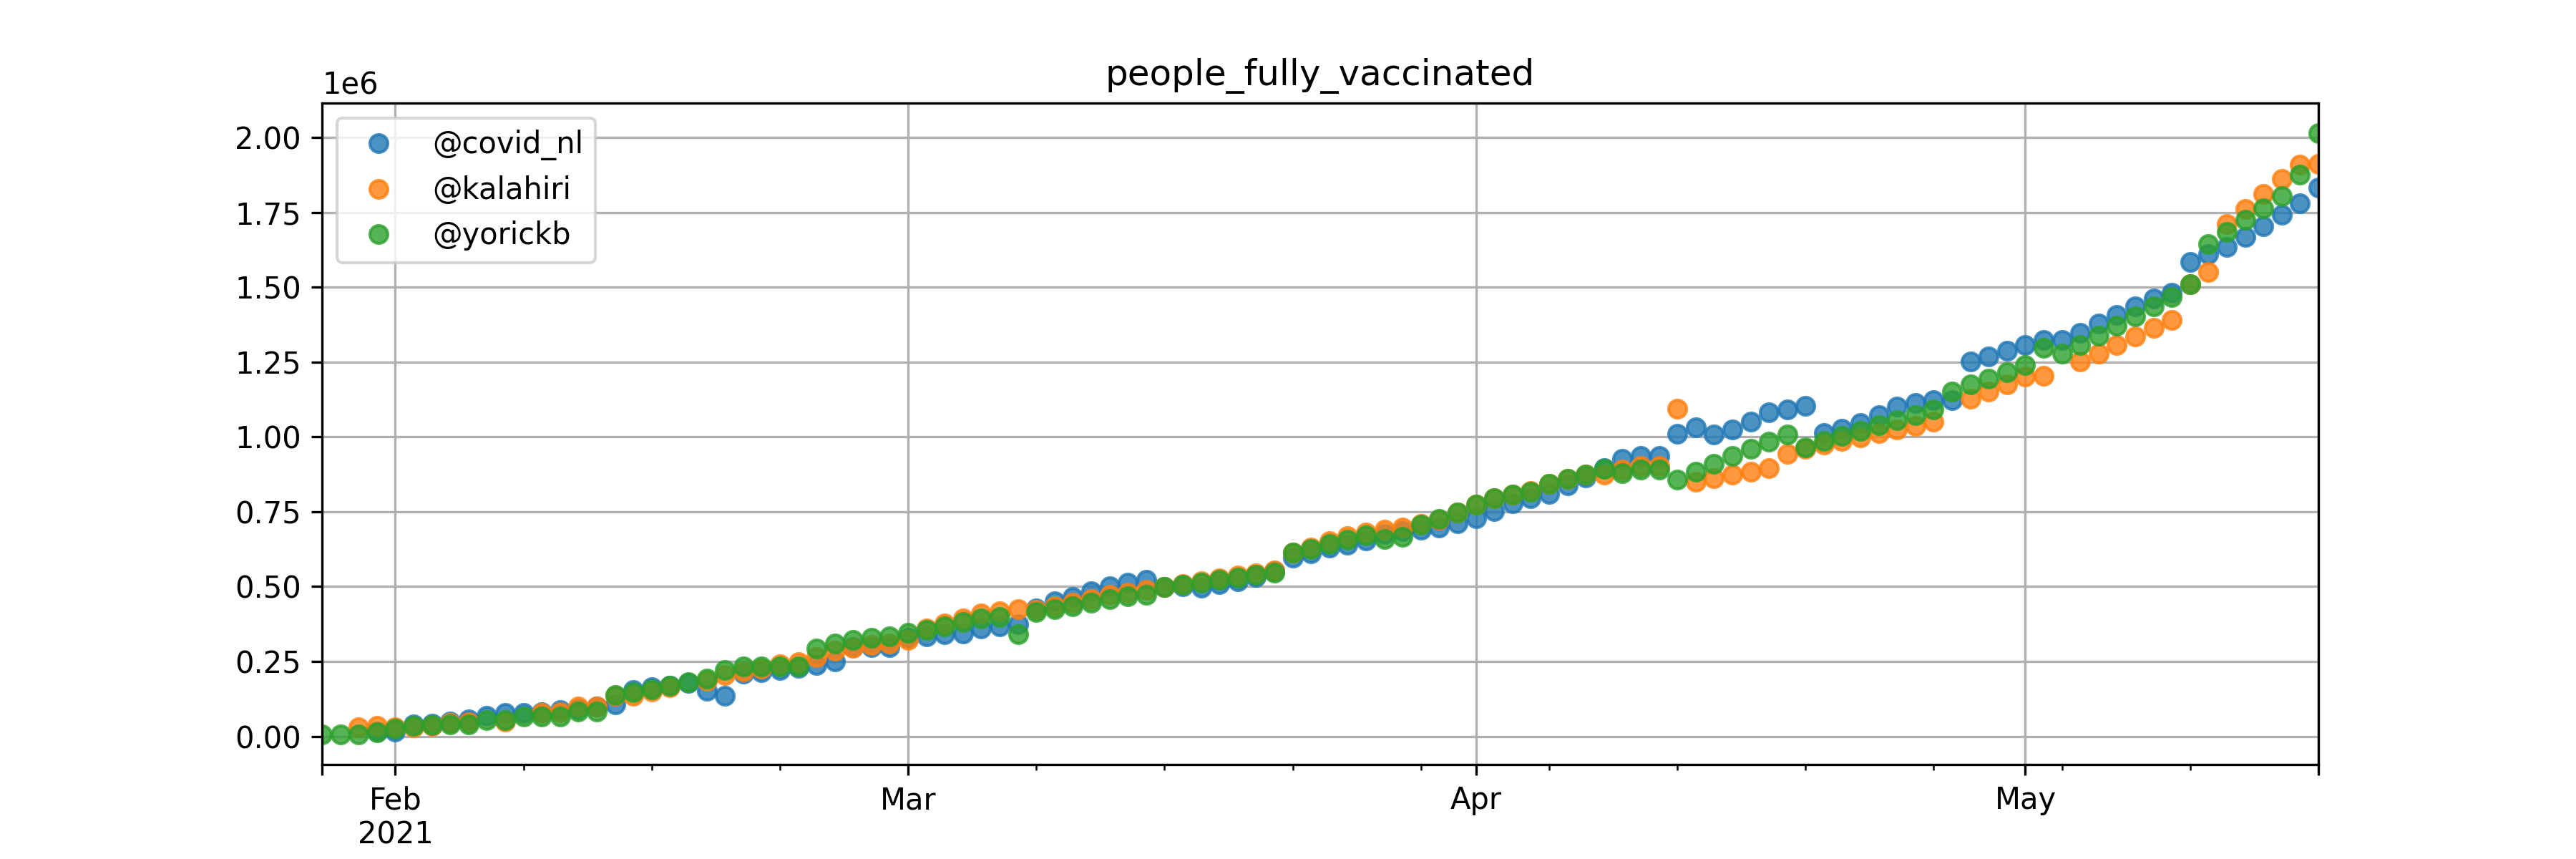 people_fully_vaccinated
1e6
@covid_nl
@kalahiri
@yorickb
2.00
1.75
1.50
1.25
1.00
0.75
0.50
0.25
0.00
Feb Mar Apr May
2021